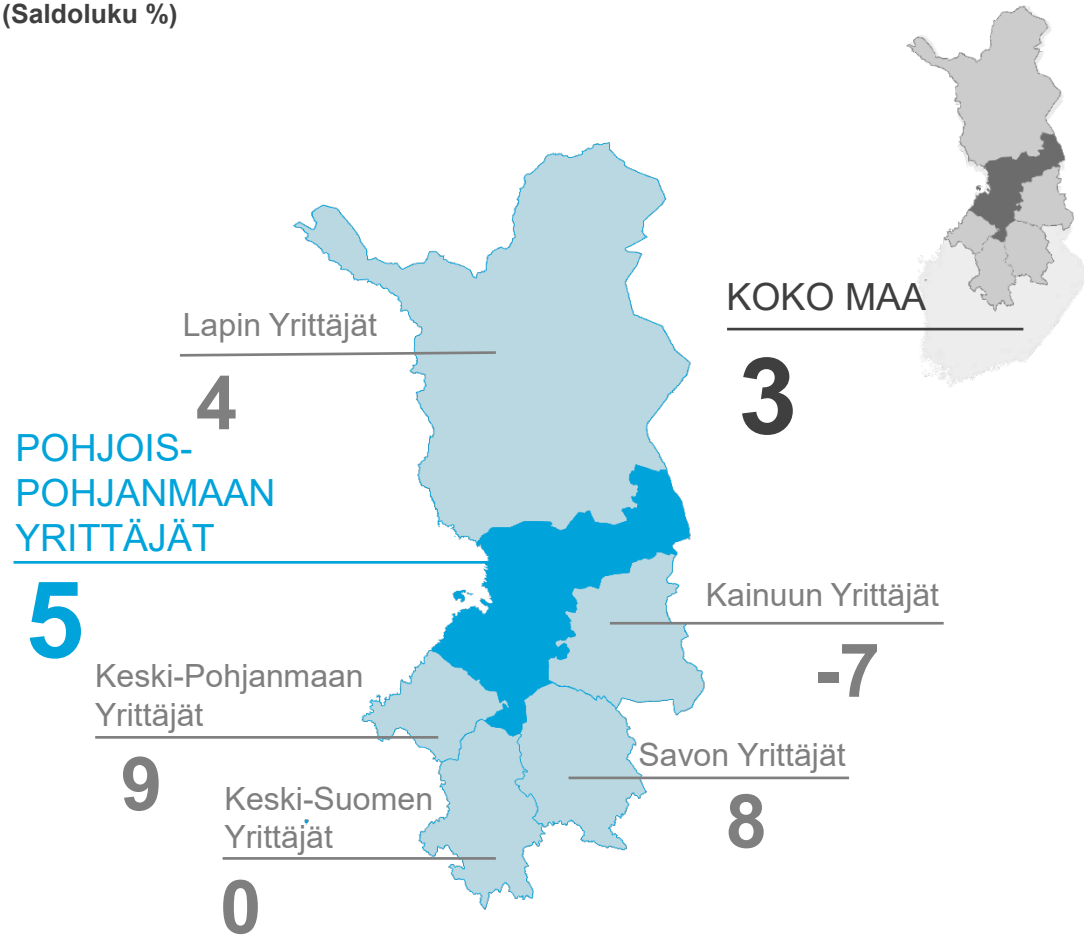 (Saldoluku %)
KOKO MAA
3
Lapin Yrittäjät
4
POHJOIS-
POHJANMAAN
YRITTÄJÄT
5
Kainuun Yrittäjät
-7
Keski-Pohjanmaan
Yrittäjät
9
Savon Yrittäjät
8
Keski-Suomen
Yrittäjät
0